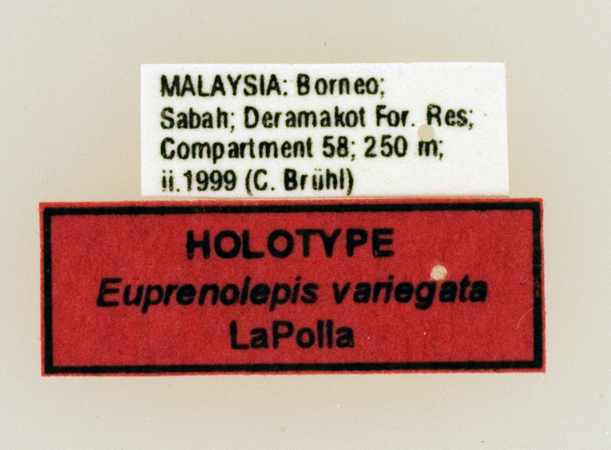 MALAYSIA: Borneo;
Sabah; Deramakot For. Res;
Compartment 58; 250 m;
ii.1999 (C. Brühl)
HOLOTYPE
Euprenolepis variegata
LaPolla